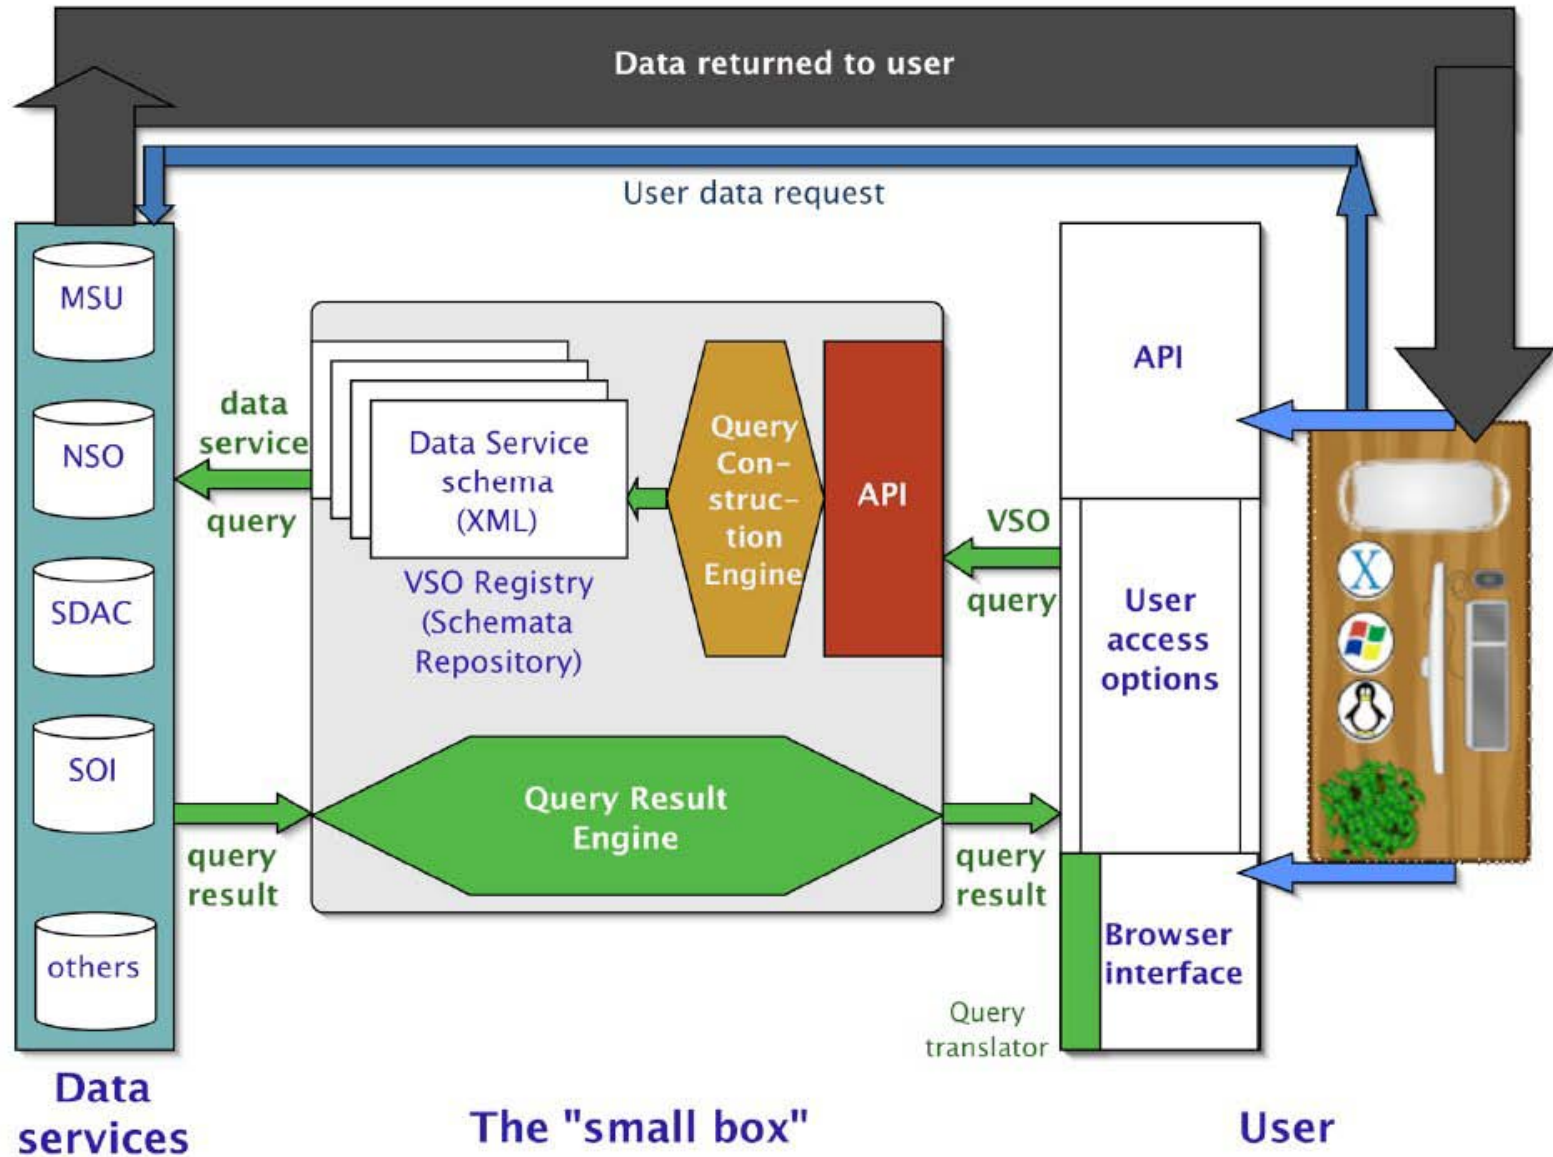 Data returned to user
User data request
MSU
NSO
SDAC
SOI
others
data
service
query
query
result
Data Service
schema
(XML)
VSO Registry
(Schemata
Repository)
Query
Con-
struc-
tion
Engine
API
Query Result
Engine
VSO
query
query
result
API
User
access
options
Browser
interface
Query
translator
X
Data
services
The "small box"
User